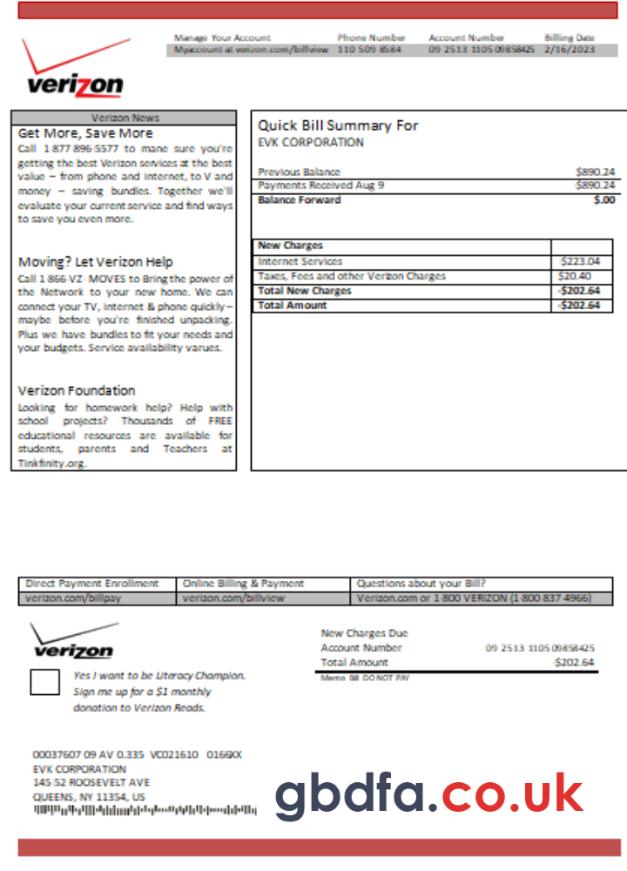 verizon
Manage Your Account Phone Number Account Number Billing Date
Myaccount at verizon.com/billview 110 509 8584 09 2513 1105 09858425 2/16/2023
Verizon News
Get More, Save More
Call 1 877 896 5577 to mane sure you're
getting the best Verizon services at the best
value – from phone and internet, to V and
money – saving bundles. Together we'll
evaluate your current service and find ways
to save you even more.
Moving? Let Verizon Help
Call 1 866 VZ- MOVES to Bring the power of
the Network to your new home. We can
connect your TV, internet & phone quickly–
maybe before you're finished unpacking.
Plus we have bundles to fit your needs and
your budgets. Service availability varues.
Verizon Foundation
Looking for homework help? Help with
school projects? Thousands of FREE
educational resources are available for
students, parents and Teachers at
Tinkfinity.org.
Quick Bill Summary For
EVK CORPORATION
Previous Balance $890.24
Payments Received Aug 9 $890.24
Balance Forward $.00
New Charges
Internet Services $223.04
Taxes, Fees and other Verizon Charges $20.40
Total New Charges -$202.64
Total Amount -$202.64
Direct Payment Enrollment Online Billing & Payment Questions about your Bill?
verizon.com/billpay verizon.com/billview Verizon.com or 1 800 VERIZON (1 800 837 4966)
verizon
Yes I want to be Literacy Champion.
Sign me up for a $1 monthly
donation to Verizon Reads.
New Charges Due
Account Number 09 2513 1105 09858425
Total Amount $202.64
Memo Bill DO NOT PAY
00037607 09 AV 0.335 VC021610 0166XX
EVK CORPORATION
145-52 ROOSEVELT AVE
QUEENS, NY 11354, US
gbdfa.co.uk